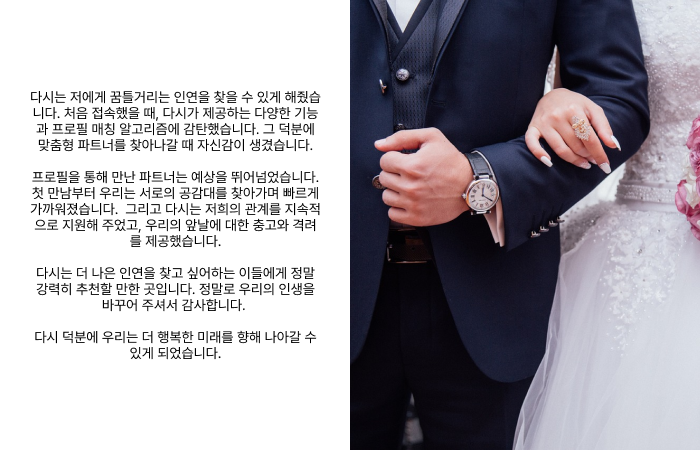 다시는 저에게 꿈틀거리는 인연을 찾을 수 있게 해줬습
니다. 처음 접속했을 때, 다시가 제공하는 다양한 기능
과 프로필 매칭 알고리즘에 감탄했습니다. 그 덕분에
맞춤형 파트너를 찾아나갈 때 자신감이 생겼습니다.
프로필을 통해 만난 파트너는 예상을 뛰어넘었습니다.
첫 만남부터 우리는 서로의 공감대를 찾아가며 빠르게
가까워졌습니다. 그리고 다시는 저희의 관계를 지속적
으로 지원해 주었고, 우리의 앞날에 대한 충고와 격려
를 제공했습니다.
다시는 더 나은 인연을 찾고 싶어하는 이들에게 정말
강력히 추천할 만한 곳입니다. 정말로 우리의 인생을
바꾸어 주셔서 감사합니다.
다시 덕분에 우리는 더 행복한 미래를 향해 나아갈 수
있게 되었습니다.